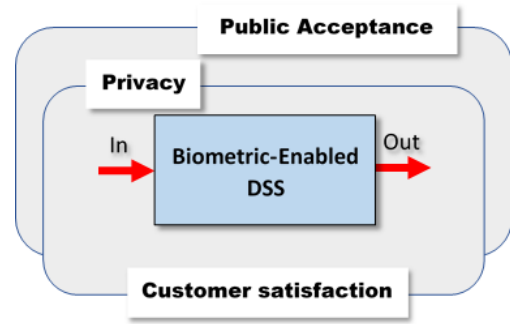 Public Acceptance
Privacy
In
Biometric-Enabled
DSS
Out
Customer satisfaction